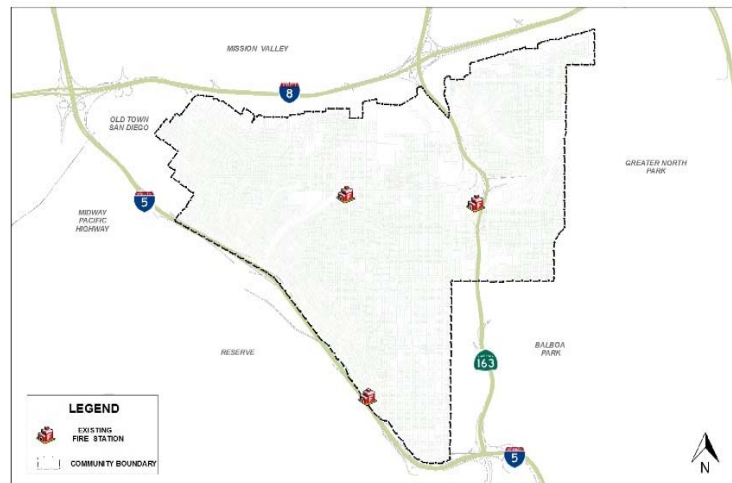 MISSION VALLEY
8
OLD TOWN
SAN DIEGO
GREATER NORTH
PARK
5
MIDWAY
PACIFIC
HIGHWAY
RESERVE
BALBOA
PARK
163
LEGEND
EXISTING
FIRE STATION
COMMUNITY BOUNDARY
5
N